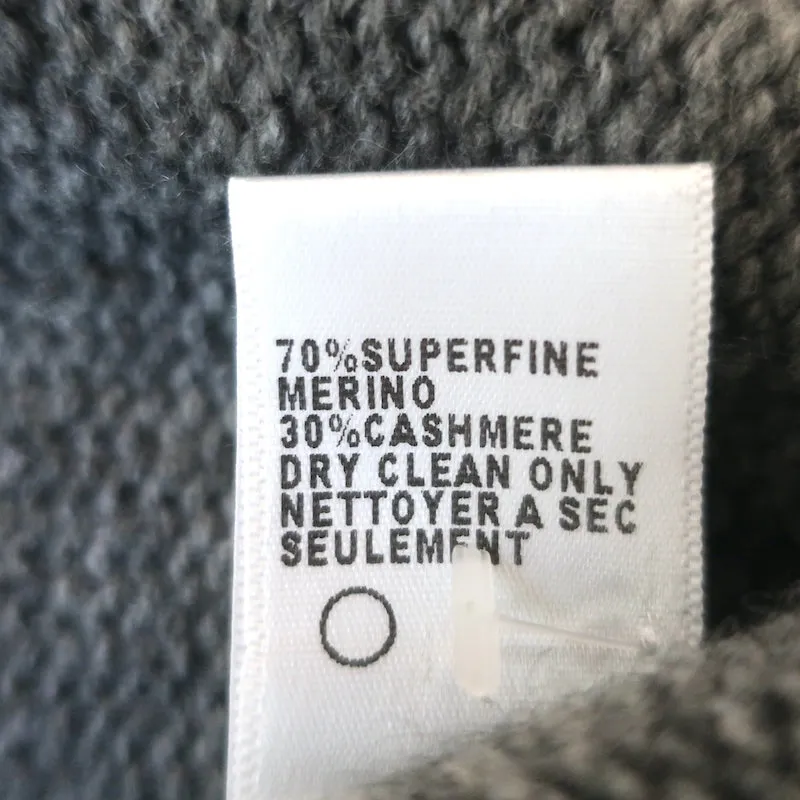 70%SUPERFINE
MERINO
30%CASHMERE
DRY CLEAN ONLY
NETTOYER A SEC
SEULEMENT